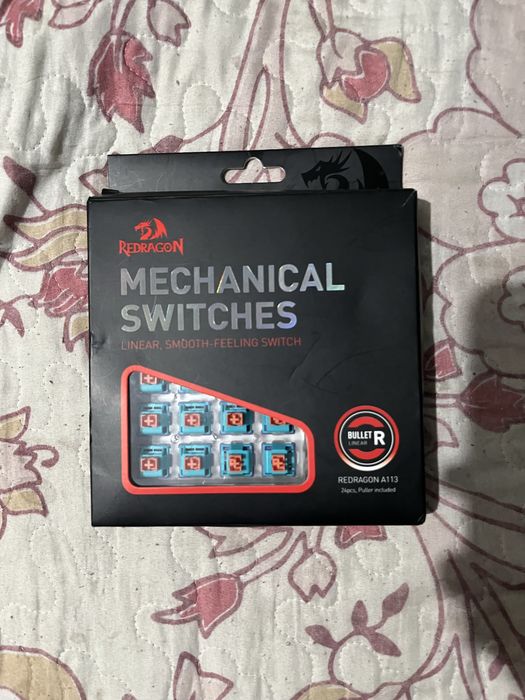 REDRAGON
MECHANICAL
SWITCHES
LINEAR, SMOOTH-FEELING SWITCH
BULLET R
LINEAR
REDRAGON A113
24pcs, Puller included